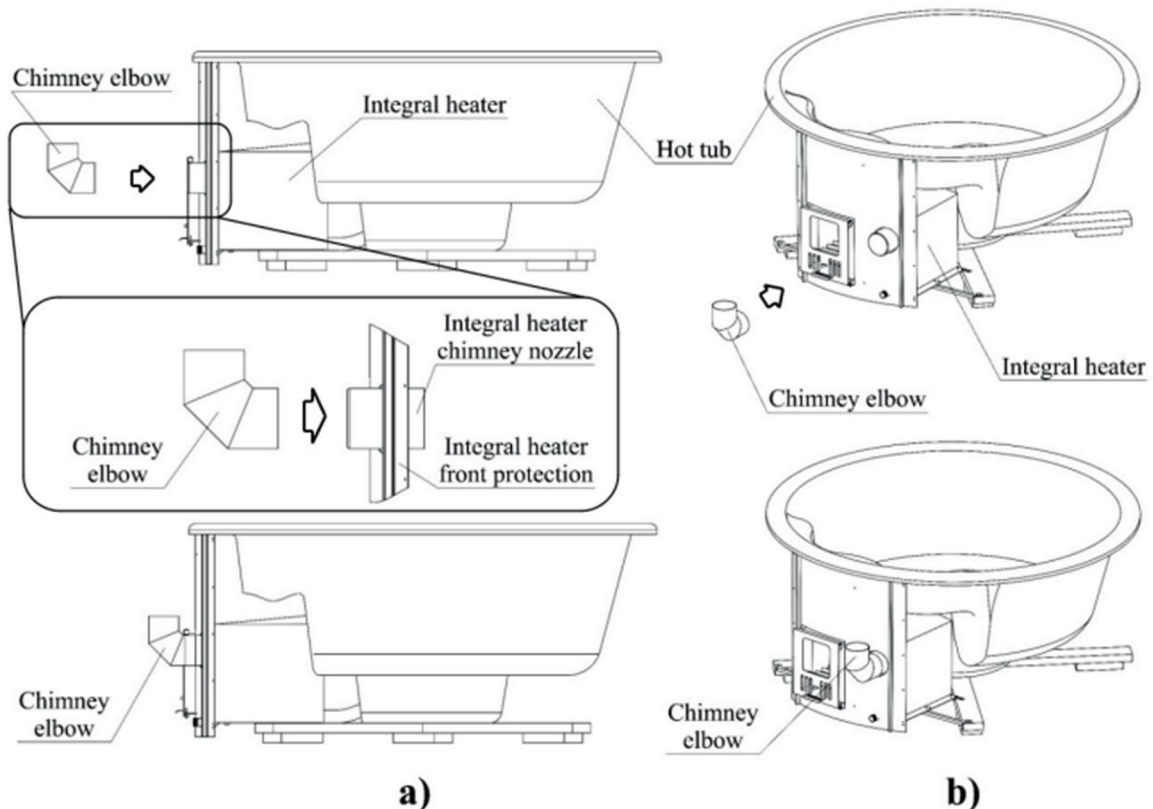 Chimney elbow
Integral heater
Hot tub
Integral heater
chimney nozzle
Chimney
elbow
Integral heater
front protection
Integral heater
Chimney elbow
Chimney
elbow
Chimney
elbow
a)
b)